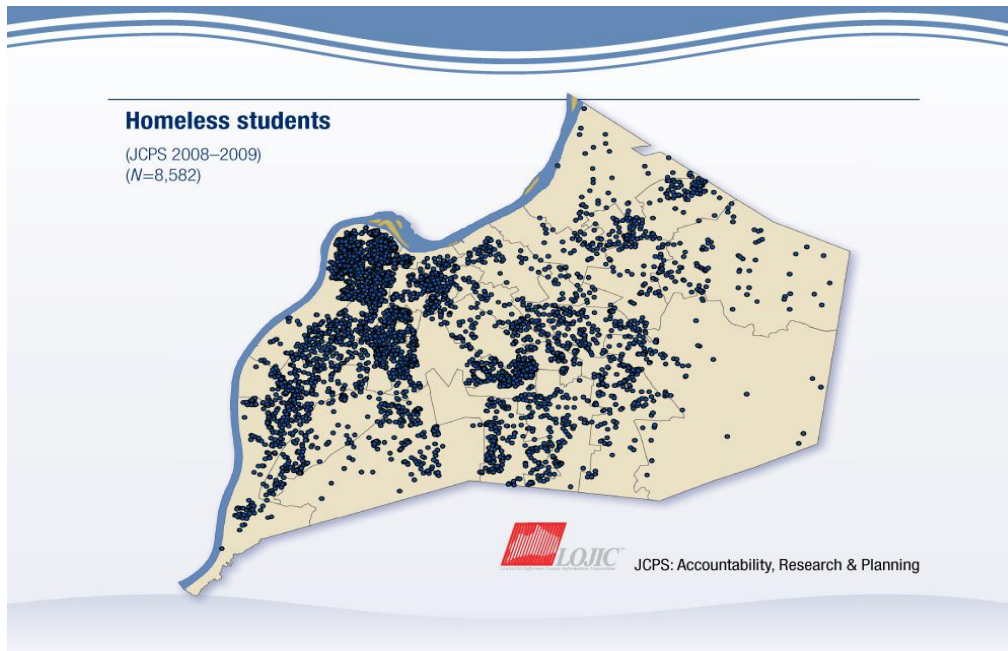 Homeless students
(JCPS 2008–2009)
(N=8,582)
LOJIC
JCPS: Accountability, Research & Planning